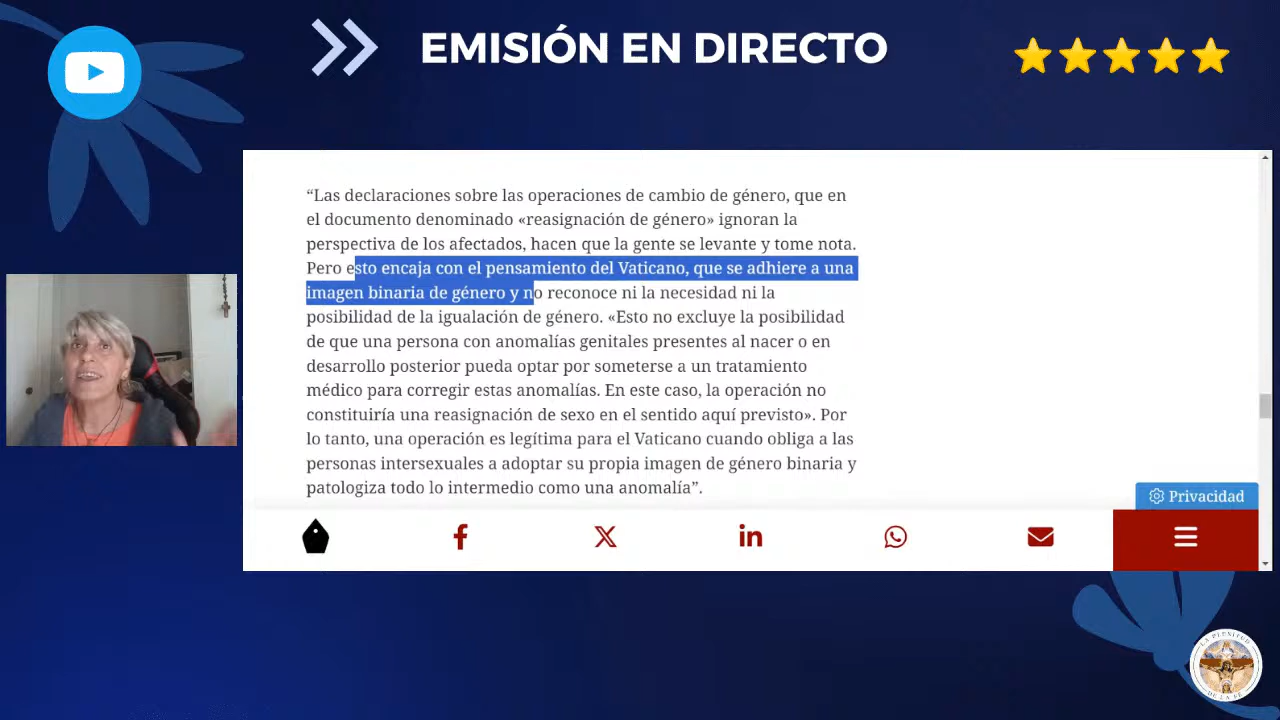 EMISIÓN EN DIRECTO
“Las declaraciones sobre las operaciones de cambio de género, que en
el documento denominado «reasignación de género» ignoran la
perspectiva de los afectados, hacen que la gente se levante y tome nota.
Pero esto encaja con el pensamiento del Vaticano, que se adhiere a una
imagen binaria de género y no reconoce ni la necesidad ni la
posibilidad de la igualación de género. «Esto no excluye la posibilidad
de que una persona con anomalías genitales presentes al nacer o en
desarrollo posterior pueda optar por someterse a un tratamiento
médico para corregir estas anomalías. En este caso, la operación no
constituiría una reasignación de sexo en el sentido aquí previsto». Por
lo tanto, una operación es legítima para el Vaticano cuando obliga a las
personas intersexuales a adoptar su propia imagen de género binaria y
patologiza todo lo intermedio como una anomalía”.
Privacidad
LA PLENITUD
DE LA FE